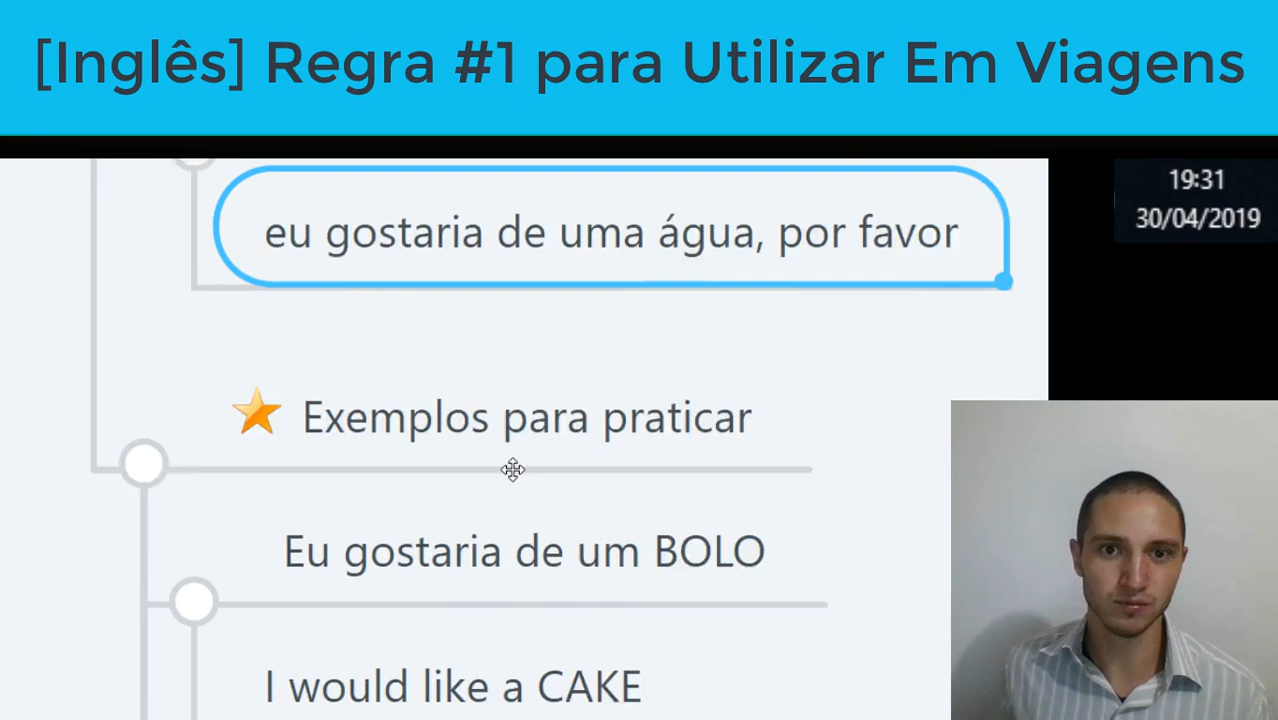 [Inglês] Regra #1 para Utilizar Em Viagens
19:31
30/04/2019
eu gostaria de uma água, por favor
Exemplos para praticar
Eu gostaria de um BOLO
I would like a CAKE